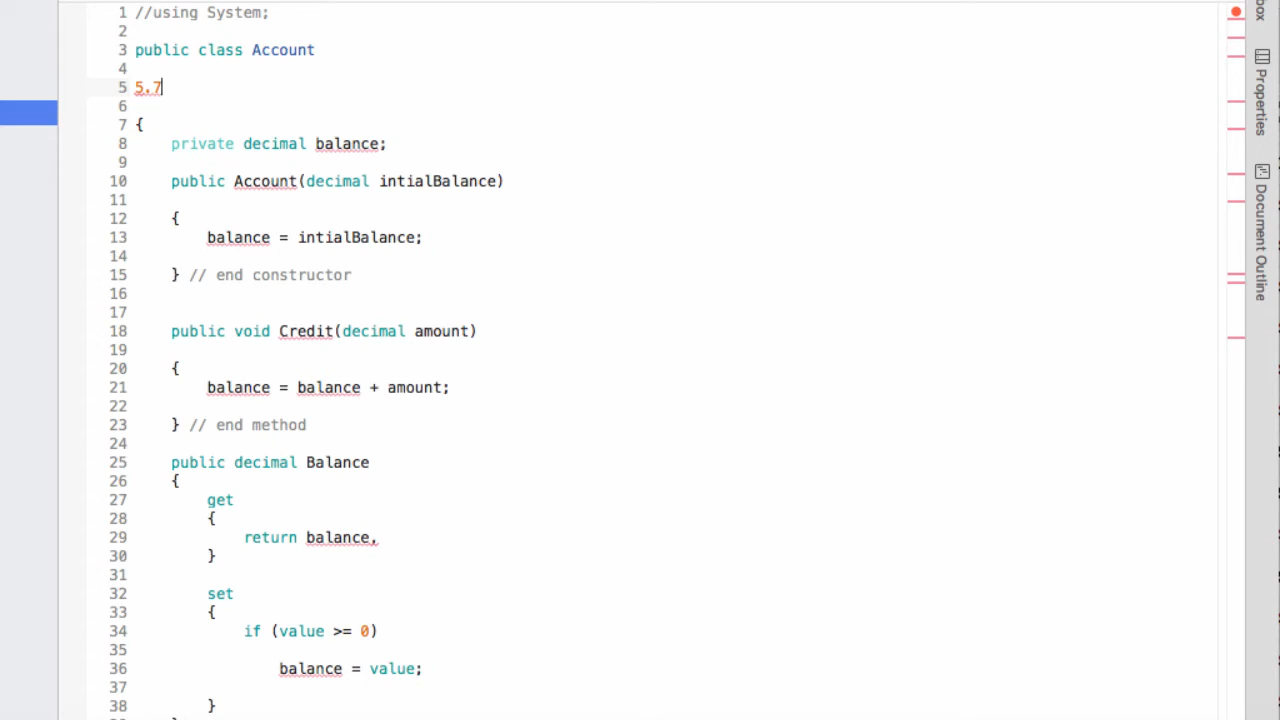 1 //using System;
2
3 public class Account
4
5 5.7
6
7 {
8 private decimal balance;
9
10 public Account(decimal intialBalance)
11
12 {
13 balance = intialBalance;
14
15 } // end constructor
16
17
18 public void Credit(decimal amount)
19
20 {
21 balance = balance + amount;
22
23 } // end method
24
25 public decimal Balance
26 {
27 get
28 {
29 return balance,
30 }
31
32 set
33 {
34 if (value >= 0)
35
36 balance = value;
37
38 }
Properties
Document Outline